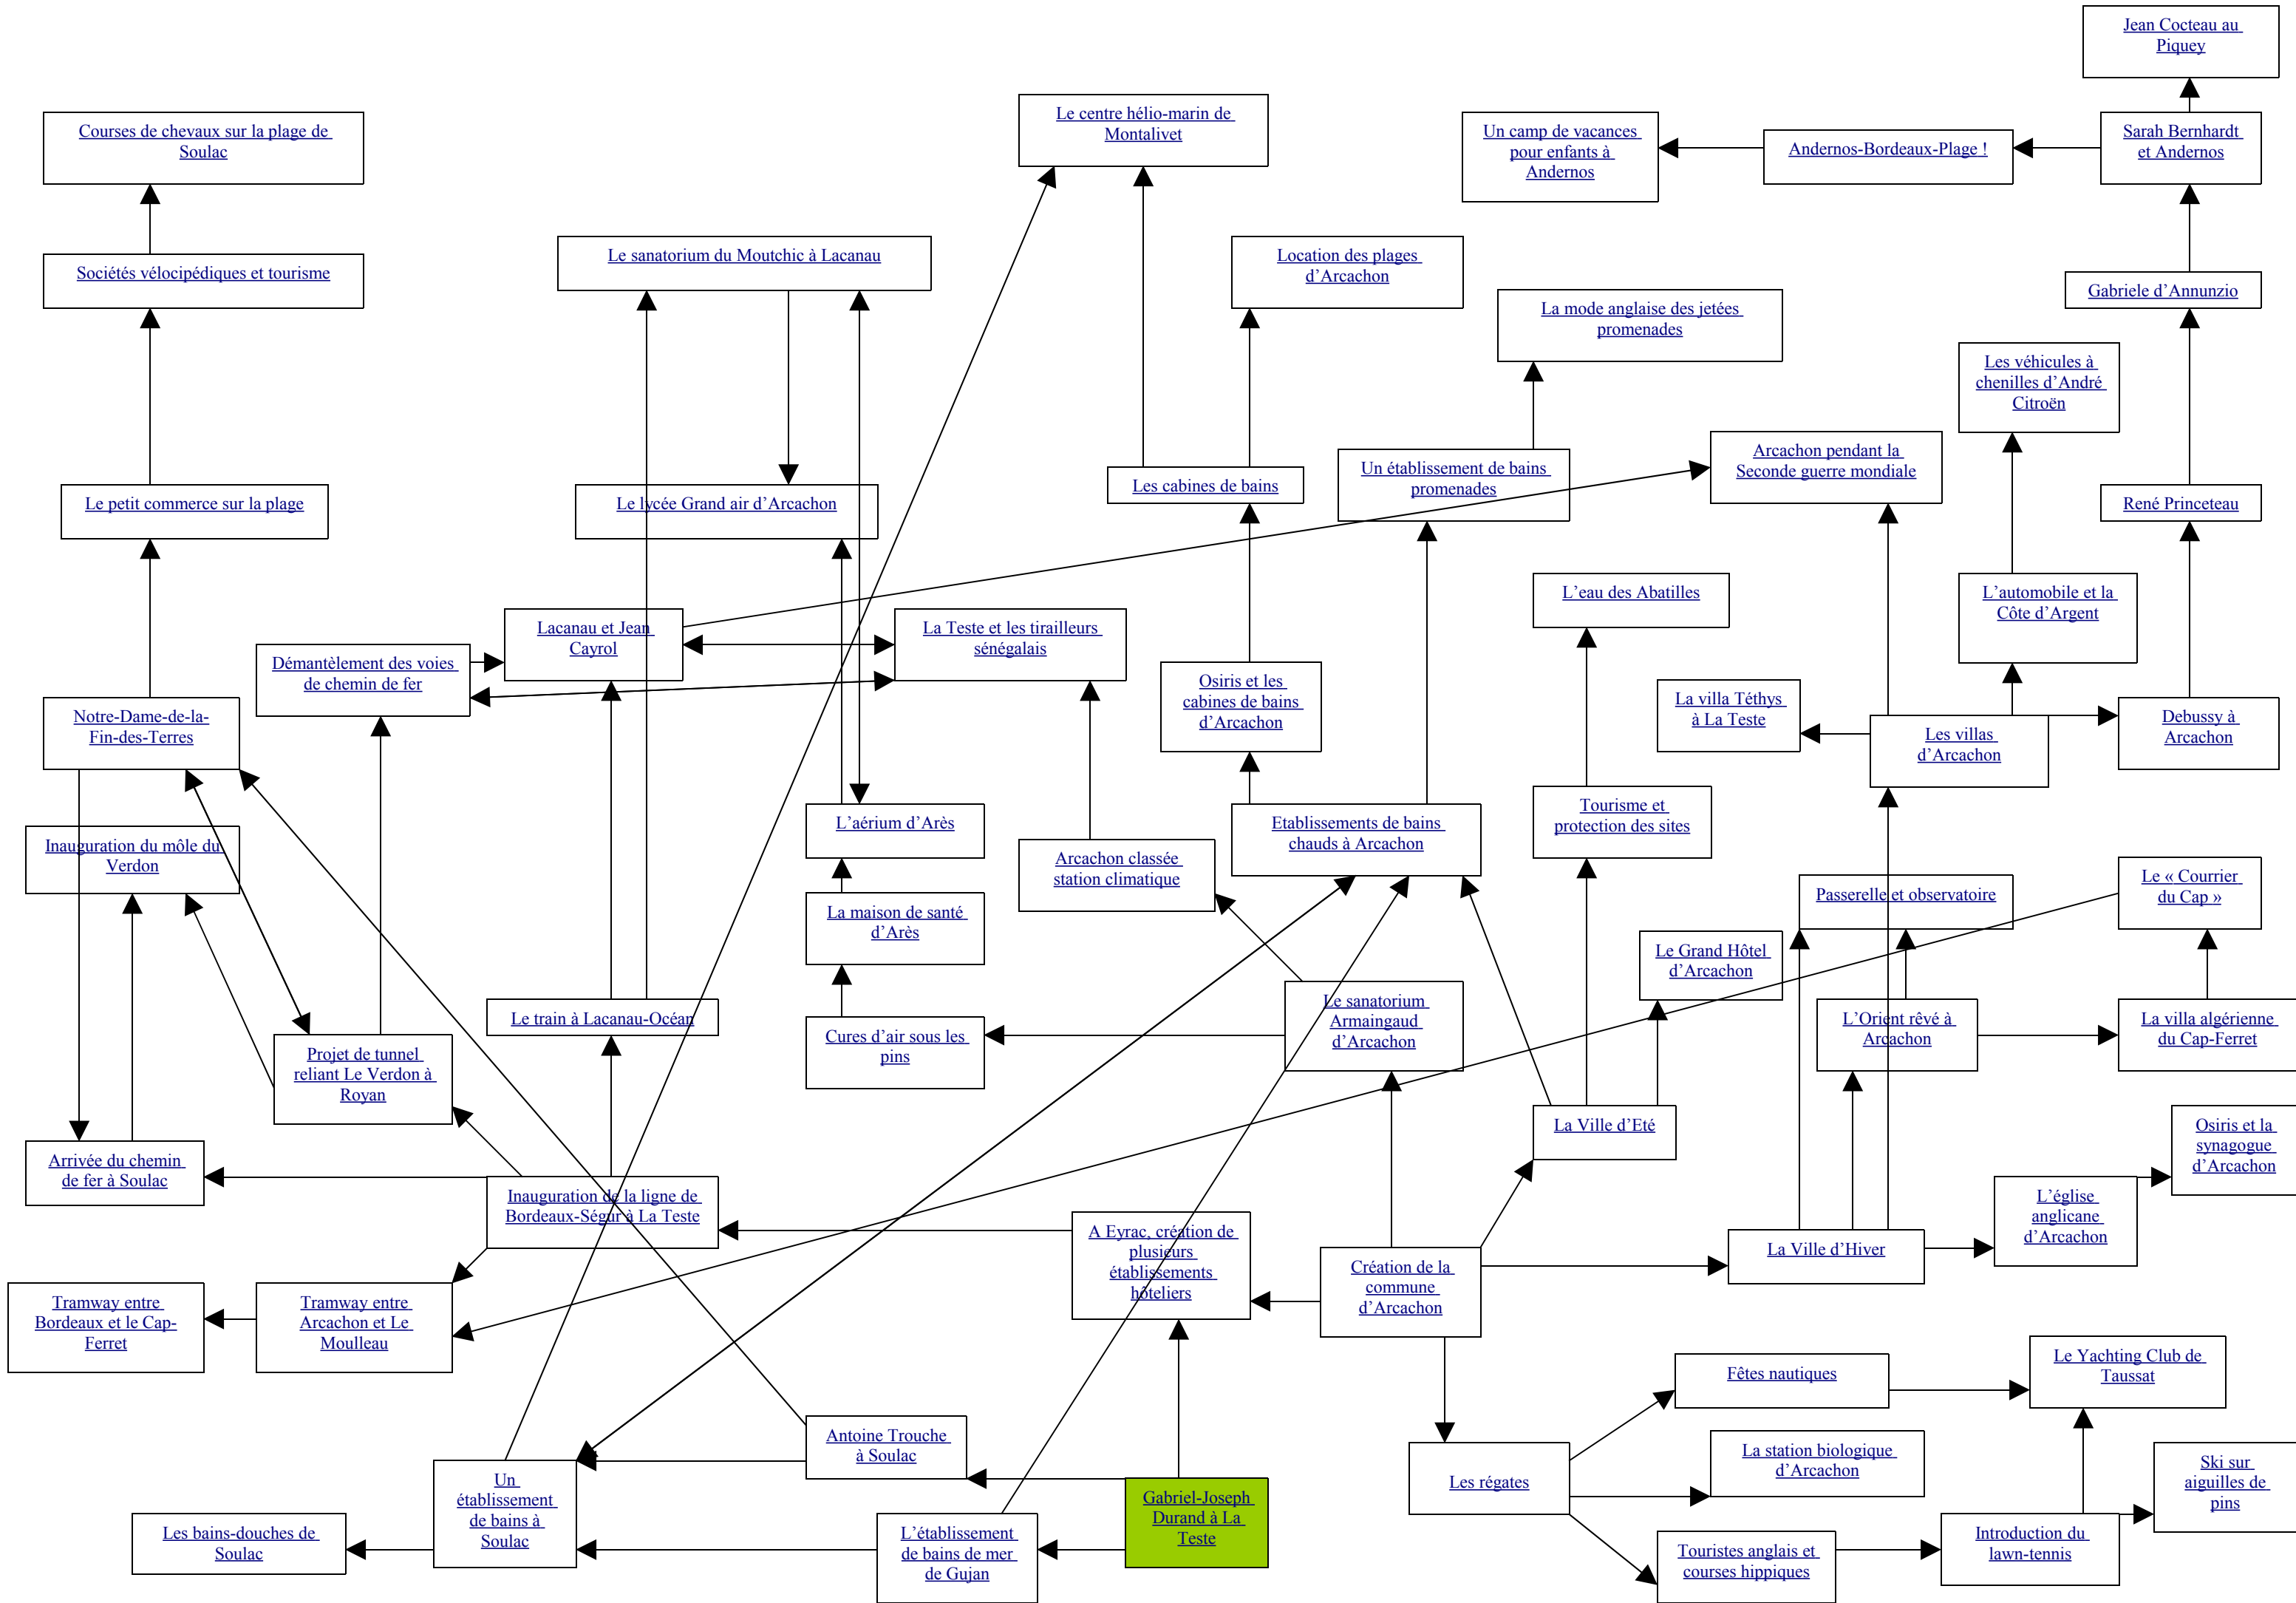 Jean Cocteau au
Piquey
Le centre hélio-marin de
Montalivet
Courses de chevaux sur la plage de
Soulac
Un camp de vacances
pour enfants à
Andernos
Andernos-Bordeaux-Plage !
Sarah Bernhardt
et Andernos
Sociétés vélocipédiques et tourisme
Le sanatorium du Moutchic à Lacanau
Location des plages
d’Arcachon
Gabriele d’Annunzio
La mode anglaise des jetées
promenades
Les véhicules à
chenilles d’André
Citroën
Le petit commerce sur la plage
Le lycée Grand air d’Arcachon
Les cabines de bains
Un établissement de bains
promenades
Arcachon pendant la
Seconde guerre mondiale
René Princeteau
L’eau des Abatilles
L’automobile et la
Côte d’Argent
Lacanau et Jean
Cayrol
La Teste et les tirailleurs
sénégalais
Démantèlement des voies
de chemin de fer
Osiris et les
cabines de bains
d’Arcachon
La villa Téthys
à La Teste
Notre-Dame-de-la-
Fin-des-Terres
Les villas
d’Arcachon
Debussy à
Arcachon
L’aérium d’Arès
Etablissements de bains
chauds à Arcachon
Tourisme et
protection des sites
Inauguration du môle du
Verdon
Arcachon classée
station climatique
Passerelle et observatoire
Le « Courrier
du Cap »
La maison de santé
d’Arès
Le Grand Hôtel
d’Arcachon
Le train à Lacanau-Océan
Cures d’air sous les
pins
Le sanatorium
Armaingaud
d’Arcachon
L’Orient rêvé à
Arcachon
La villa algérienne
du Cap-Ferret
Projet de tunnel
reliant Le Verdon à
Royan
La Ville d’Eté
Osiris et la
synagogue
d’Arcachon
Arrivée du chemin
de fer à Soulac
Inauguration de la ligne de
Bordeaux-Ségur à La Teste
L’église
anglicane
d’Arcachon
A Eyrac, création de
plusieurs
établissements
hôteliers
Création de la
commune
d’Arcachon
La Ville d’Hiver
Tramway entre
Bordeaux et le Cap-
Ferret
Tramway entre
Arcachon et Le
Moulleau
Fêtes nautiques
Le Yachting Club de
Taussat
Antoine Trouche
à Soulac
La station biologique
d’Arcachon
Les régates
Ski sur
aiguilles de
pins
Un
établissement
de bains à
Soulac
Gabriel-Joseph
Durand à La
Teste
Les bains-douches de
Soulac
L’établissement
de bains de mer
de Gujan
Introduction du
lawn-tennis
Touristes anglais et
courses hippiques